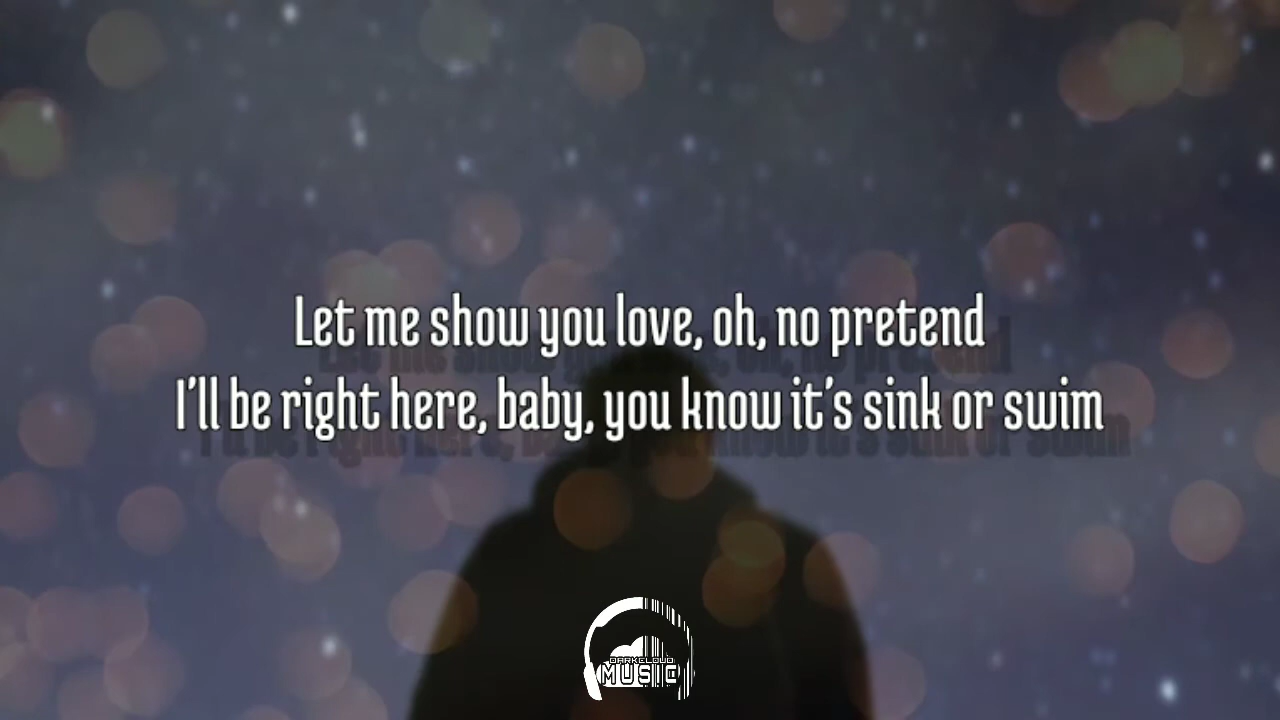 Let me show you love, oh, no pretend
I'll be right here, baby, you know it's sink or swim
DARKCLOUD
MUSIC